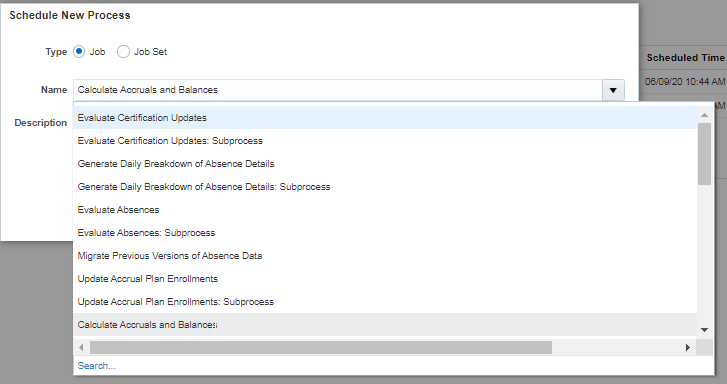 Schedule New Process
Type Job Job Set
Scheduled Time
06/09/20 10:44 AM
Name Calculate Accruals and Balances
AM
Description
Evaluate Certification Updates
Evaluate Certification Updates: Subprocess
Generate Daily Breakdown of Absence Details
Generate Daily Breakdown of Absence Details: Subprocess
Evaluate Absences
Evaluate Absences: Subprocess
Migrate Previous Versions of Absence Data
Update Accrual Plan Enrollments
Update Accrual Plan Enrollments: Subprocess
Calculate Accruals and Balances
Search...